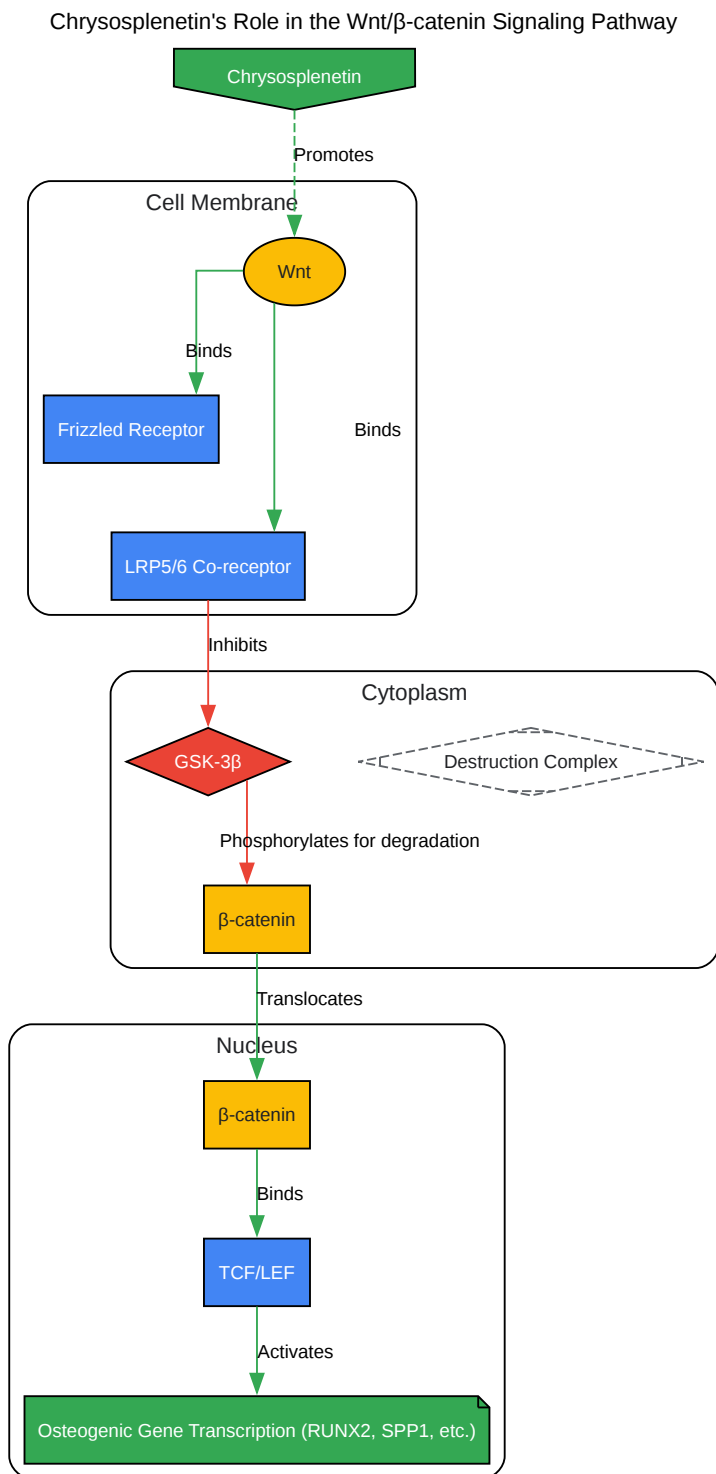 Chrysosplenetin's Role in the Wnt/β-catenin Signaling Pathway
Chrysosplenetin
Promotes
Cell Membrane
Wnt
Binds
Frizzled Receptor
Binds
LRP5/6 Co-receptor
Inhibits
Cytoplasm
GSK-3β
Destruction Complex
Phosphorylates for degradation
β-catenin
Translocates
Nucleus
β-catenin
Binds
TCF/LEF
Activates
Osteogenic Gene Transcription (RUNX2, SPP1, etc.)